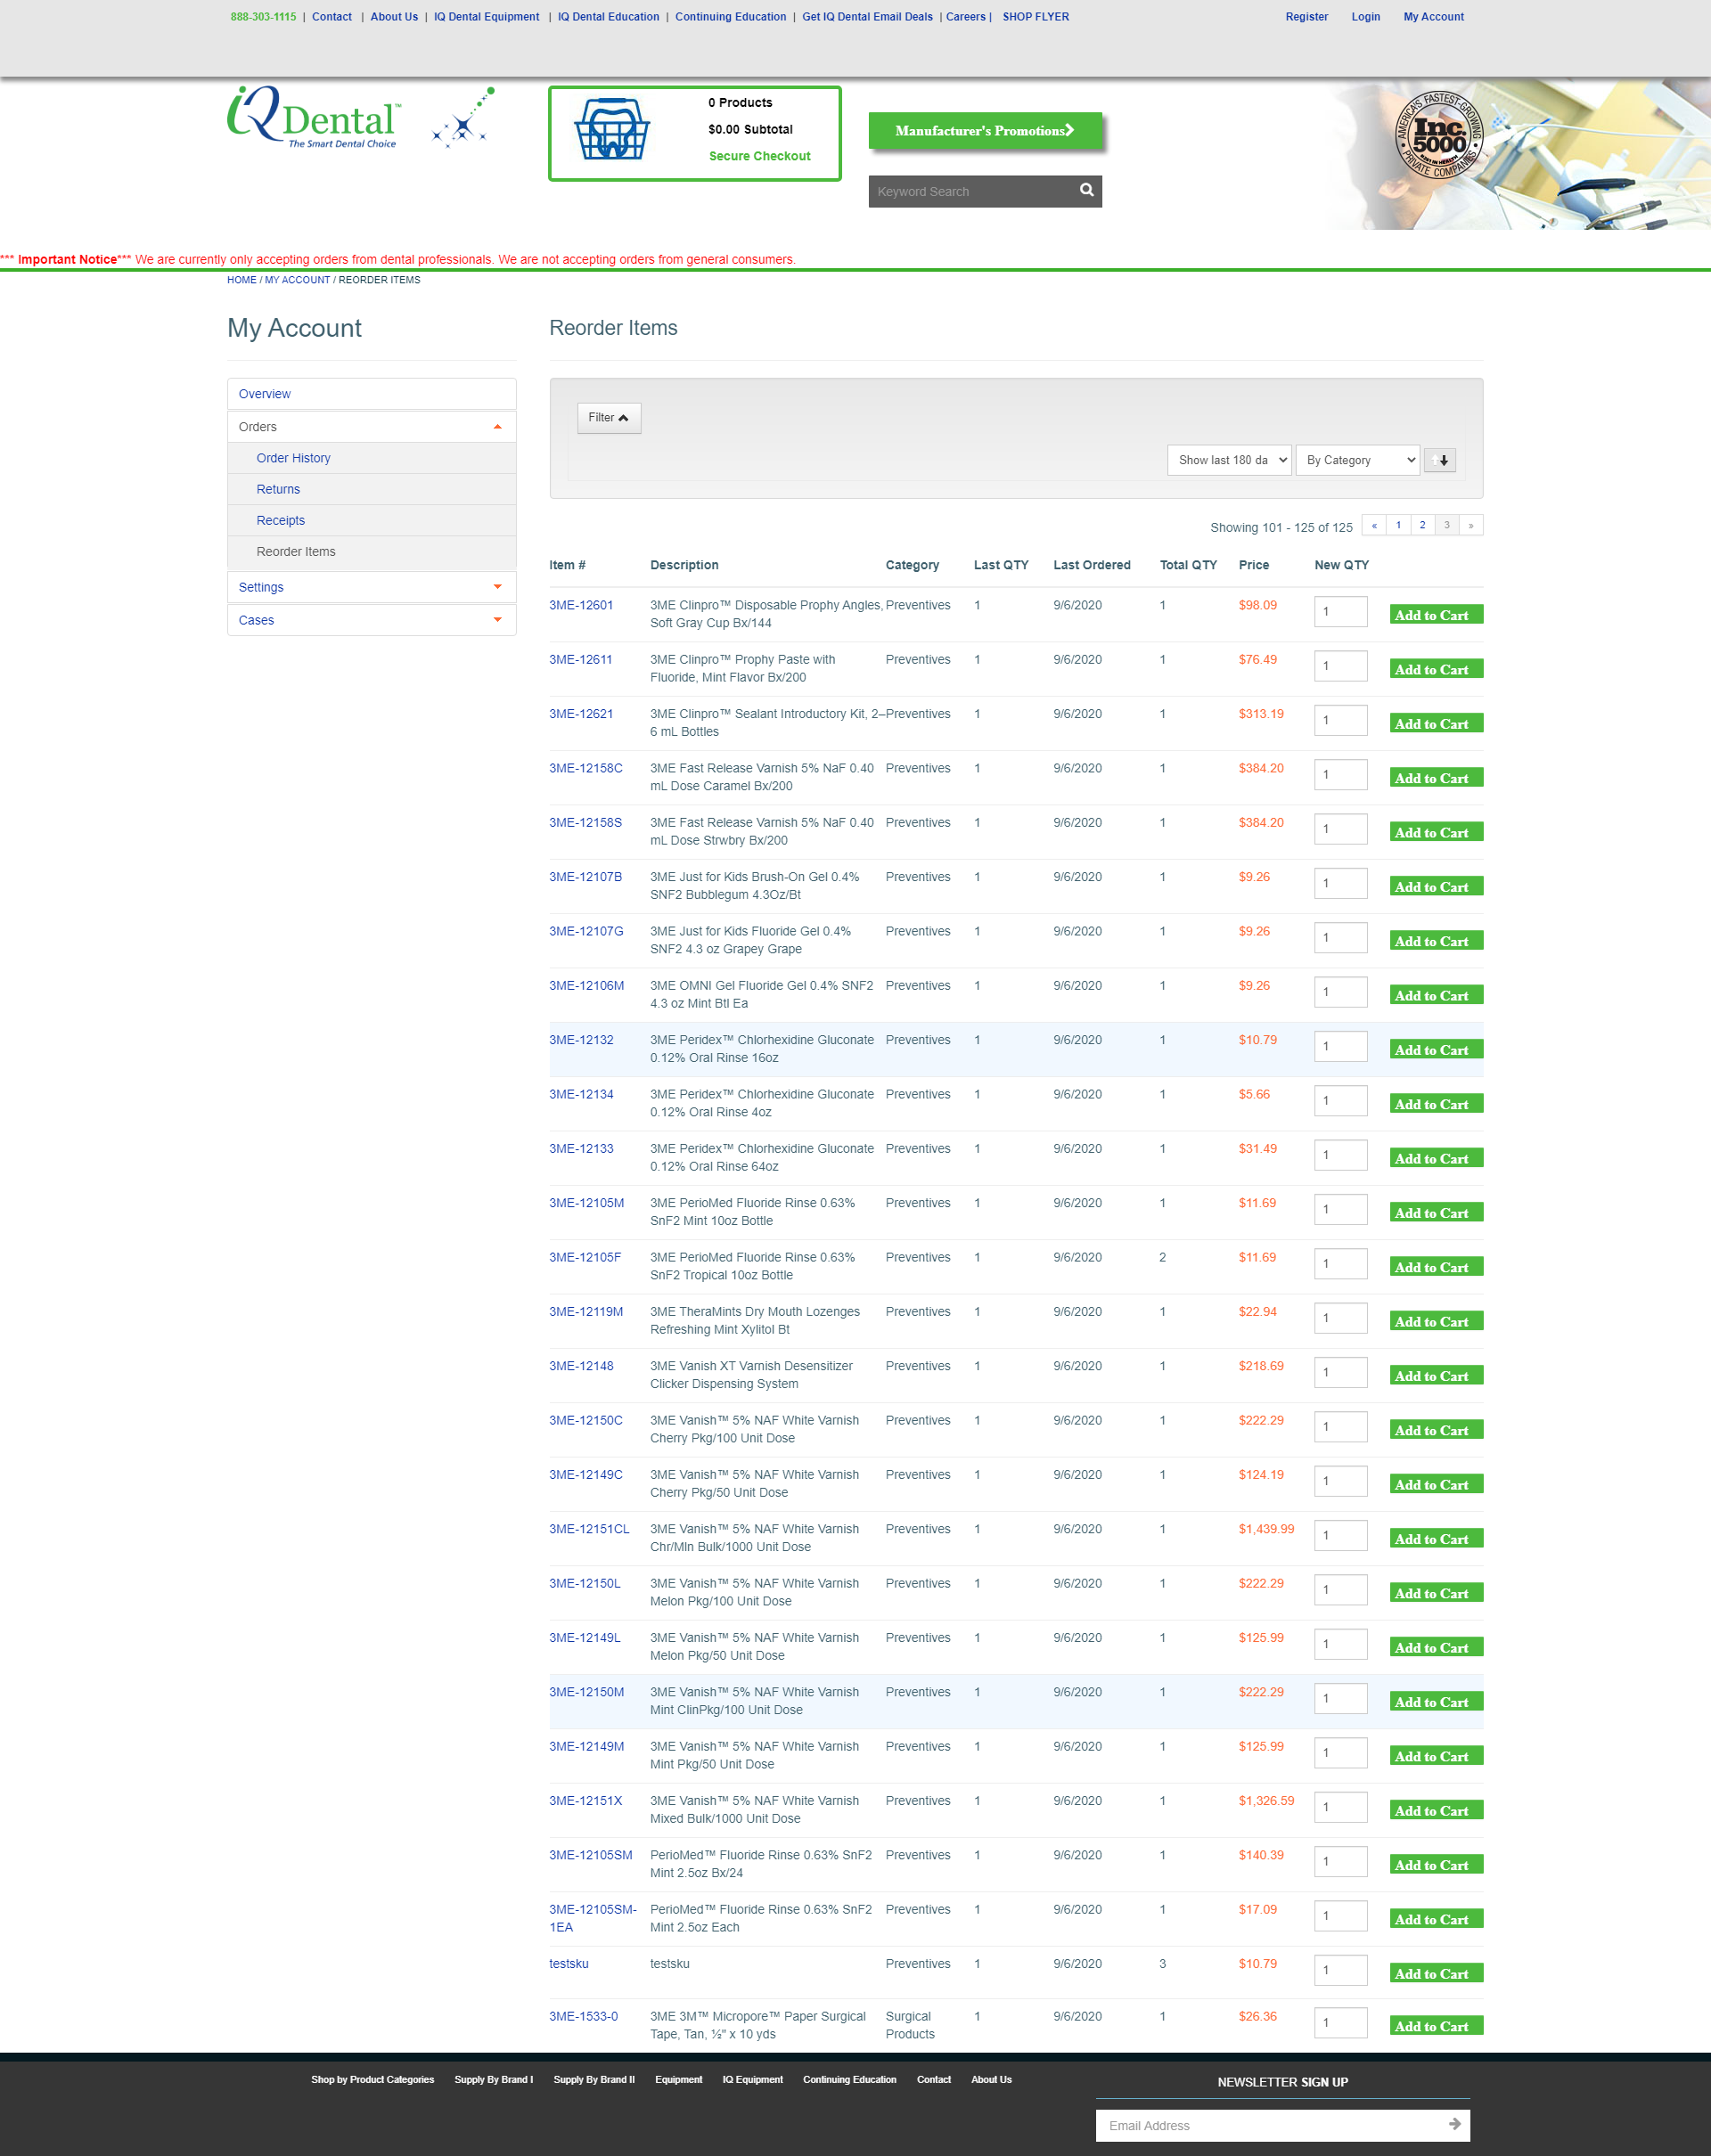 888-303-1115 | Contact | About Us | IQ Dental Equipment | IQ Dental Education | Continuing Education | Get IQ Dental Email Deals | Careers | SHOP FLYER Register Login My Account
iQ Dental™
The Smart Dental Choice
0 Products
$0.00 Subtotal
Secure Checkout
Manufacturer's Promotions
Keyword Search
AMERICA'S FASTEST-GROWING
Inc. 5000
PRIVATE COMPANIES
*** Important Notice*** We are currently only accepting orders from dental professionals. We are not accepting orders from general consumers.
HOME / MY ACCOUNT / REORDER ITEMS
My Account
Overview
Orders
Order History
Returns
Receipts
Reorder Items
Settings
Cases
Reorder Items
Filter
Show last 180 da By Category
Showing 101 - 125 of 125 « 1 2 3 »
Item # Description Category Last QTY Last Ordered Total QTY Price New QTY
3ME-12601 3ME Clinpro™ Disposable Prophy Angles, Preventives 1 9/6/2020 1 $98.09 1 Add to Cart
Soft Gray Cup Bx/144
3ME-12611 3ME Clinpro™ Prophy Paste with Preventives 1 9/6/2020 1 $76.49 1 Add to Cart
Fluoride, Mint Flavor Bx/200
3ME-12621 3ME Clinpro™ Sealant Introductory Kit, 2– Preventives 1 9/6/2020 1 $313.19 1 Add to Cart
6 mL Bottles
3ME-12158C 3ME Fast Release Varnish 5% NaF 0.40 Preventives 1 9/6/2020 1 $384.20 1 Add to Cart
mL Dose Caramel Bx/200
3ME-12158S 3ME Fast Release Varnish 5% NaF 0.40 Preventives 1 9/6/2020 1 $384.20 1 Add to Cart
mL Dose Strwbry Bx/200
3ME-12107B 3ME Just for Kids Brush-On Gel 0.4% Preventives 1 9/6/2020 1 $9.26 1 Add to Cart
SNF2 Bubblegum 4.3Oz/Bt
3ME-12107G 3ME Just for Kids Fluoride Gel 0.4% Preventives 1 9/6/2020 1 $9.26 1 Add to Cart
SNF2 4.3 oz Grapey Grape
3ME-12106M 3ME OMNI Gel Fluoride Gel 0.4% SNF2 Preventives 1 9/6/2020 1 $9.26 1 Add to Cart
4.3 oz Mint Btl Ea
3ME-12132 3ME Peridex™ Chlorhexidine Gluconate Preventives 1 9/6/2020 1 $10.79 1 Add to Cart
0.12% Oral Rinse 16oz
3ME-12134 3ME Peridex™ Chlorhexidine Gluconate Preventives 1 9/6/2020 1 $5.66 1 Add to Cart
0.12% Oral Rinse 4oz
3ME-12133 3ME Peridex™ Chlorhexidine Gluconate Preventives 1 9/6/2020 1 $31.49 1 Add to Cart
0.12% Oral Rinse 64oz
3ME-12105M 3ME PerioMed Fluoride Rinse 0.63% Preventives 1 9/6/2020 1 $11.69 1 Add to Cart
SnF2 Mint 10oz Bottle
3ME-12105F 3ME PerioMed Fluoride Rinse 0.63% Preventives 1 9/6/2020 2 $11.69 1 Add to Cart
SnF2 Tropical 10oz Bottle
3ME-12119M 3ME TheraMints Dry Mouth Lozenges Preventives 1 9/6/2020 1 $22.94 1 Add to Cart
Refreshing Mint Xylitol Bt
3ME-12148 3ME Vanish XT Varnish Desensitizer Preventives 1 9/6/2020 1 $218.69 1 Add to Cart
Clicker Dispensing System
3ME-12150C 3ME Vanish™ 5% NAF White Varnish Preventives 1 9/6/2020 1 $222.29 1 Add to Cart
Cherry Pkg/100 Unit Dose
3ME-12149C 3ME Vanish™ 5% NAF White Varnish Preventives 1 9/6/2020 1 $124.19 1 Add to Cart
Cherry Pkg/50 Unit Dose
3ME-12151CL 3ME Vanish™ 5% NAF White Varnish Preventives 1 9/6/2020 1 $1,439.99 1 Add to Cart
Chr/Mln Bulk/1000 Unit Dose
3ME-12150L 3ME Vanish™ 5% NAF White Varnish Preventives 1 9/6/2020 1 $222.29 1 Add to Cart
Melon Pkg/100 Unit Dose
3ME-12149L 3ME Vanish™ 5% NAF White Varnish Preventives 1 9/6/2020 1 $125.99 1 Add to Cart
Melon Pkg/50 Unit Dose
3ME-12150M 3ME Vanish™ 5% NAF White Varnish Preventives 1 9/6/2020 1 $222.29 1 Add to Cart
Mint ClinPkg/100 Unit Dose
3ME-12149M 3ME Vanish™ 5% NAF White Varnish Preventives 1 9/6/2020 1 $125.99 1 Add to Cart
Mint Pkg/50 Unit Dose
3ME-12151X 3ME Vanish™ 5% NAF White Varnish Preventives 1 9/6/2020 1 $1,326.59 1 Add to Cart
Mixed Bulk/1000 Unit Dose
3ME-12105SM PerioMed™ Fluoride Rinse 0.63% SnF2 Preventives 1 9/6/2020 1 $140.39 1 Add to Cart
Mint 2.5oz Bx/24
3ME-12105SM- PerioMed™ Fluoride Rinse 0.63% SnF2 Preventives 1 9/6/2020 1 $17.09 1 Add to Cart
1EA Mint 2.5oz Each
testsku testsku Preventives 1 9/6/2020 3 $10.79 1 Add to Cart
3ME-1533-0 3ME 3M™ Micropore™ Paper Surgical Surgical 1 9/6/2020 1 $26.36 1 Add to Cart
Tape, Tan, ½" x 10 yds Products
Shop by Product Categories Supply By Brand I Supply By Brand II Equipment IQ Equipment Continuing Education Contact About Us
NEWSLETTER SIGN UP
Email Address